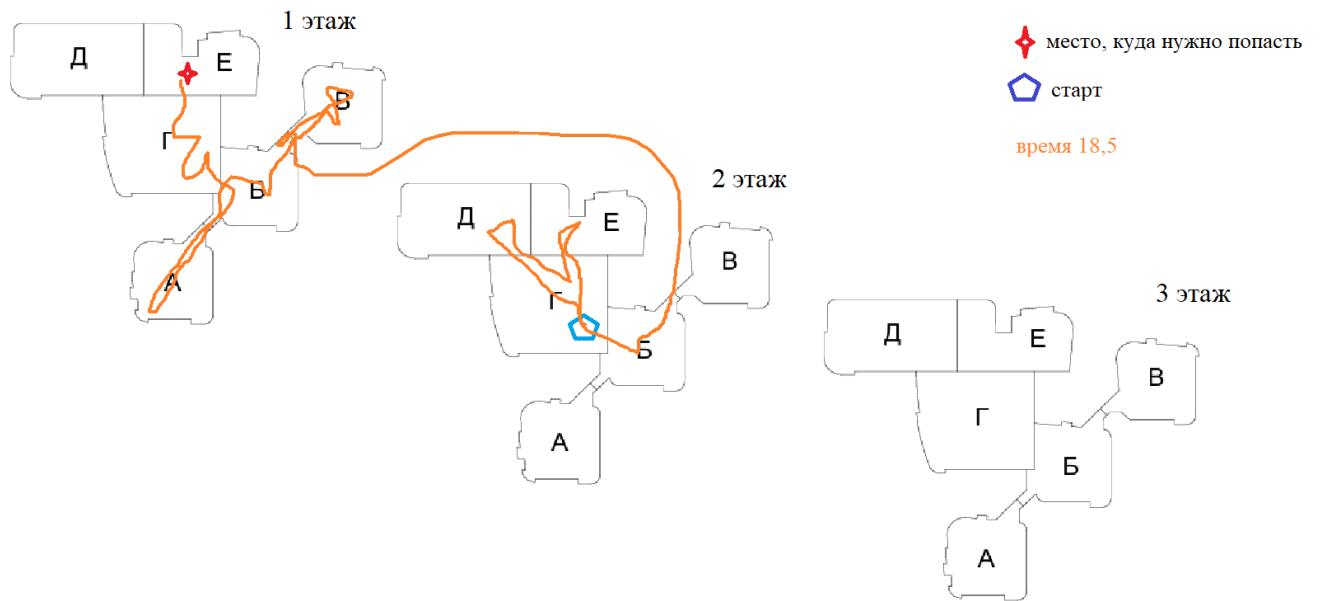 1 этаж
Д
Е
В
Г
Б
А
2 этаж
Д
Е
В
Г
Б
А
3 этаж
Д
Е
В
Г
Б
А
место, куда нужно попасть
старт
время 18,5